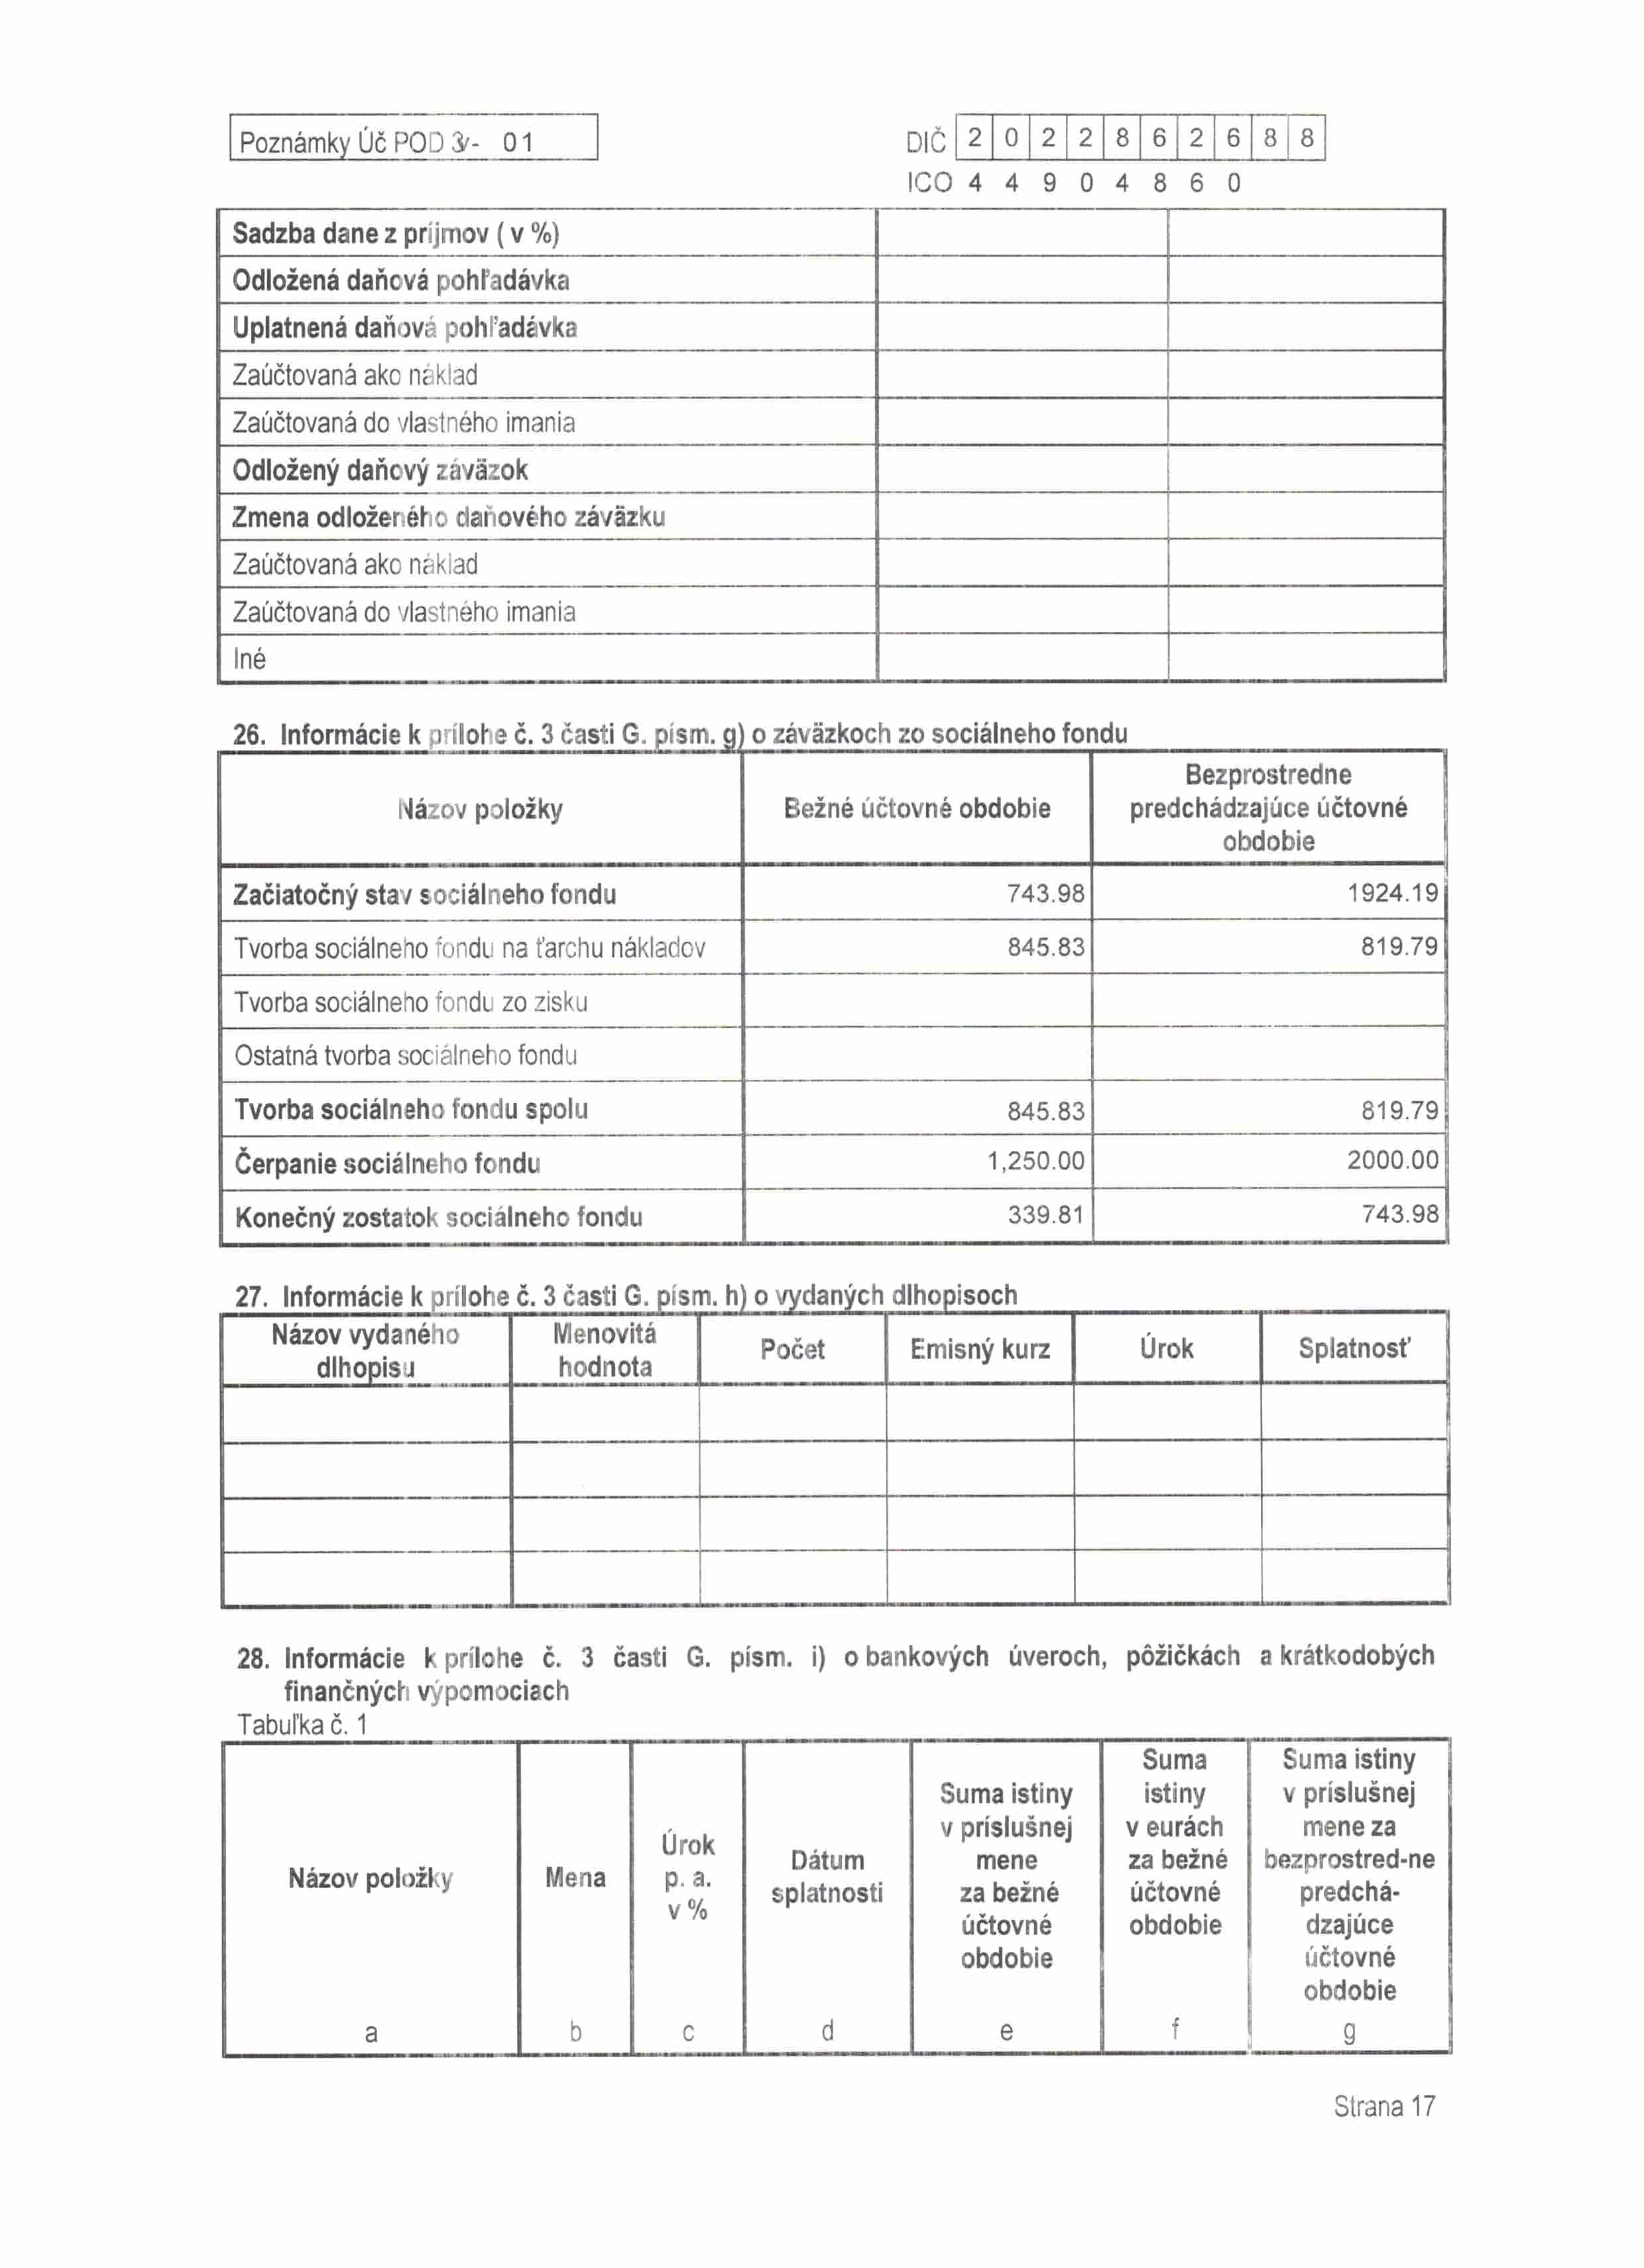 Poznámky Úč POD 3- 01
DIČ 2 0 2 2 8 6 2 6 8 8
ICO 4 4 9 0 4 8 6 0
Sadzba dane z príjmov ( v %)
Odložená daňová pohľadávka
Uplatnená daňová pohľadávka
Zaúčtovaná ako náklad
Zaúčtovaná do vlastného imania
Odložený daňový záväzok
Zmena odloženého daňového záväzku
Zaúčtovaná ako náklad
Zaúčtovaná do vlastného imania
Iné
26. Informácie k prílohe č. 3 časti G. písm. g) o záväzkoch zo sociálneho fondu
Názov položky Bežné účtovné obdobie Bezprostredne predchádzajúce účtovné obdobie
Začiatočný stav sociálneho fondu 743.98 1924.19
Tvorba sociálneho fondu na ťarchu nákladov 845.83 819.79
Tvorba sociálneho fondu zo zisku
Ostatná tvorba sociálneho fondu
Tvorba sociálneho fondu spolu 845.83 819.79
Čerpanie sociálneho fondu 1,250.00 2000.00
Konečný zostatok sociálneho fondu 339.81 743.98
27. Informácie k prílohe č. 3 časti G. písm. h) o vydaných dlhopisoch
Názov vydaného dlhopisu Menovitá hodnota Počet Emisný kurz Úrok Splatnosť
28. Informácie k prílohe č. 3 časti G. písm. i) o bankových úveroch, pôžičkách a krátkodobých
finančných výpomociach
Tabuľka č. 1
Názov položky Mena Úrok p. a. v % Dátum splatnosti Suma istiny v príslušnej mene za bežné účtovné obdobie Suma istiny v eurách za bežné účtovné obdobie Suma istiny v príslušnej mene za bezprostred-ne predchá-dzajúce účtovné obdobie
a b c d e f g
Strana 17